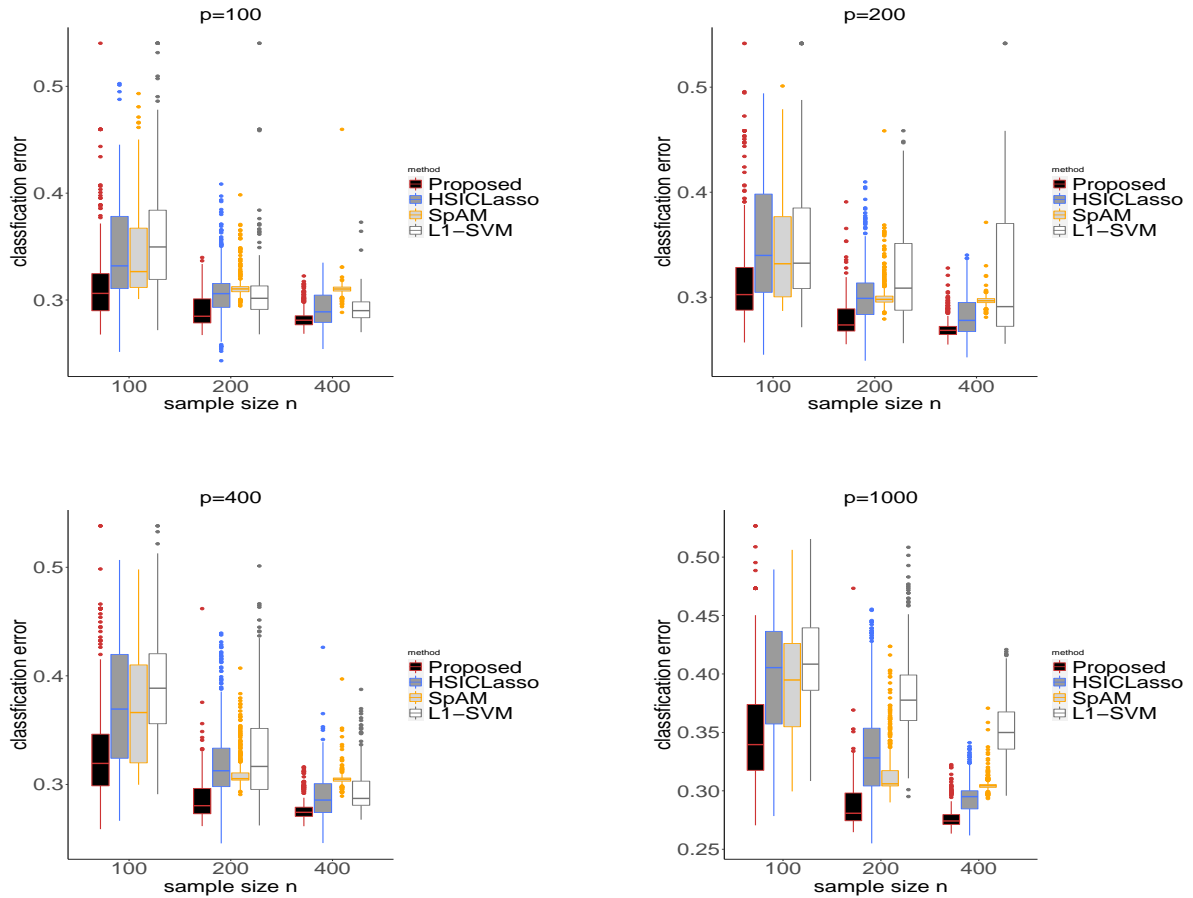 p=100
0.5
0.4
0.3
classfication error
100
200
400
sample size n
method
Proposed
HSICLasso
SpAM
L1−SVM
p=200
0.5
0.4
0.3
classfication error
100
200
400
sample size n
method
Proposed
HSICLasso
SpAM
L1−SVM
p=400
0.5
0.4
0.3
classfication error
100
200
400
sample size n
method
Proposed
HSICLasso
SpAM
L1−SVM
p=1000
0.50
0.45
0.40
0.35
0.30
0.25
classfication error
100
200
400
sample size n
method
Proposed
HSICLasso
SpAM
L1−SVM